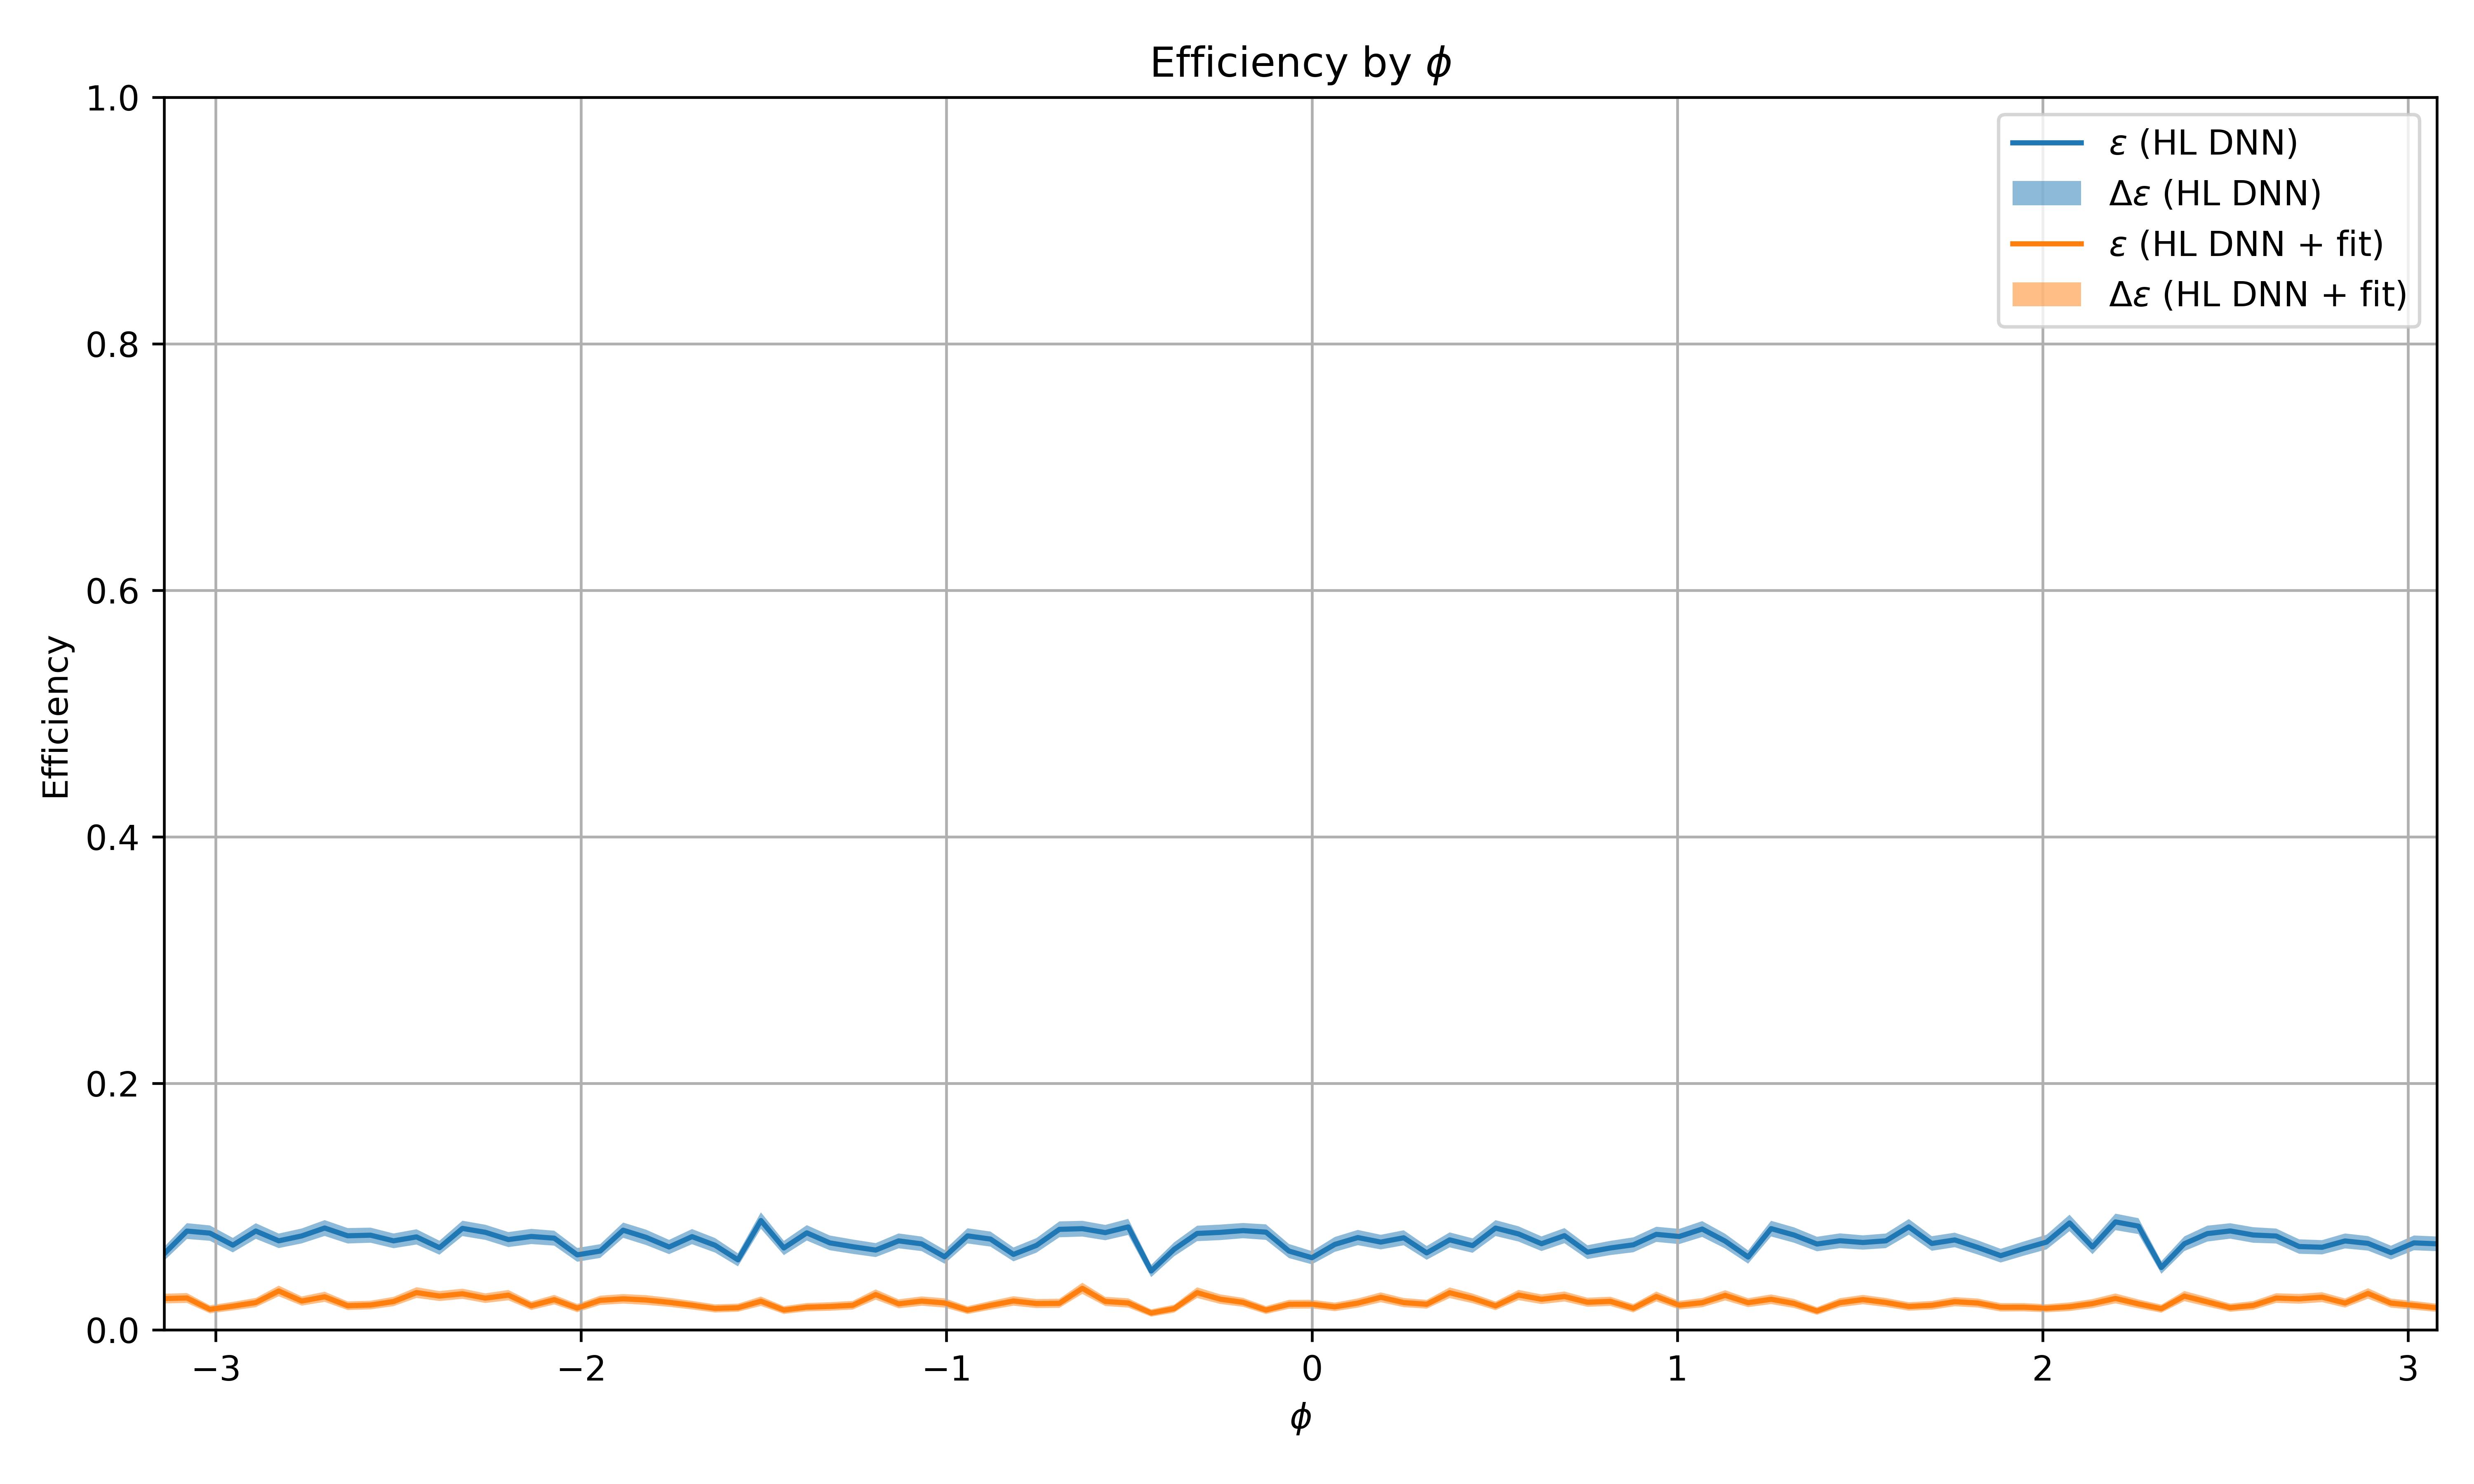 Efficiency by ϕ
1.0
0.8
0.6
0.4
0.2
0.0
Efficiency
ε (HL DNN)
Δε (HL DNN)
ε (HL DNN + fit)
Δε (HL DNN + fit)
−3 −2 −1 0 1 2 3
ϕ